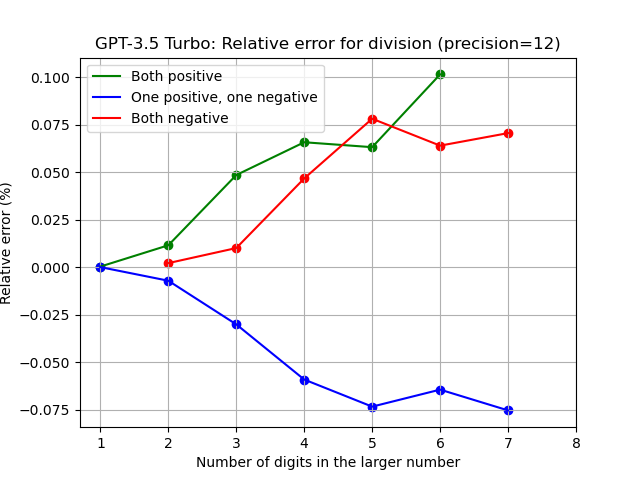 GPT-3.5 Turbo: Relative error for division (precision=12)
Both positive
One positive, one negative
Both negative
Relative error (%)
0.100
0.075
0.050
0.025
0.000
−0.025
−0.050
−0.075
1 2 3 4 5 6 7 8
Number of digits in the larger number